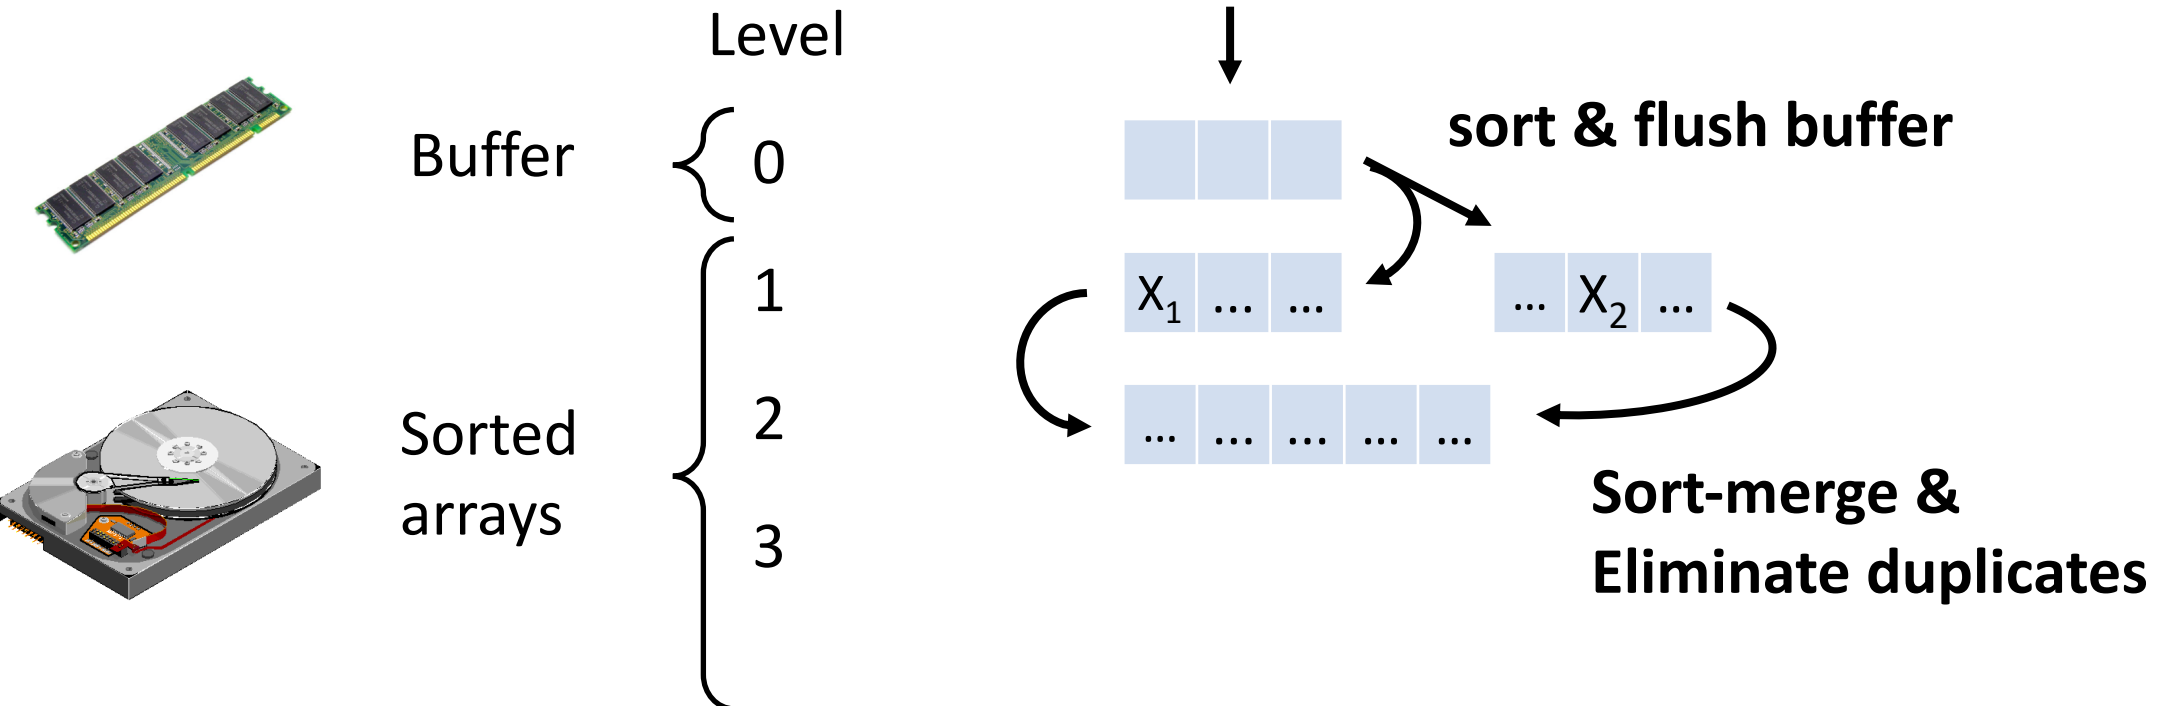 Level
Buffer
0
sort & flush buffer
1
X1 ... ...
... X2 ...
Sorted
arrays
2
... ... ... ... ...
3
Sort-merge &
Eliminate duplicates